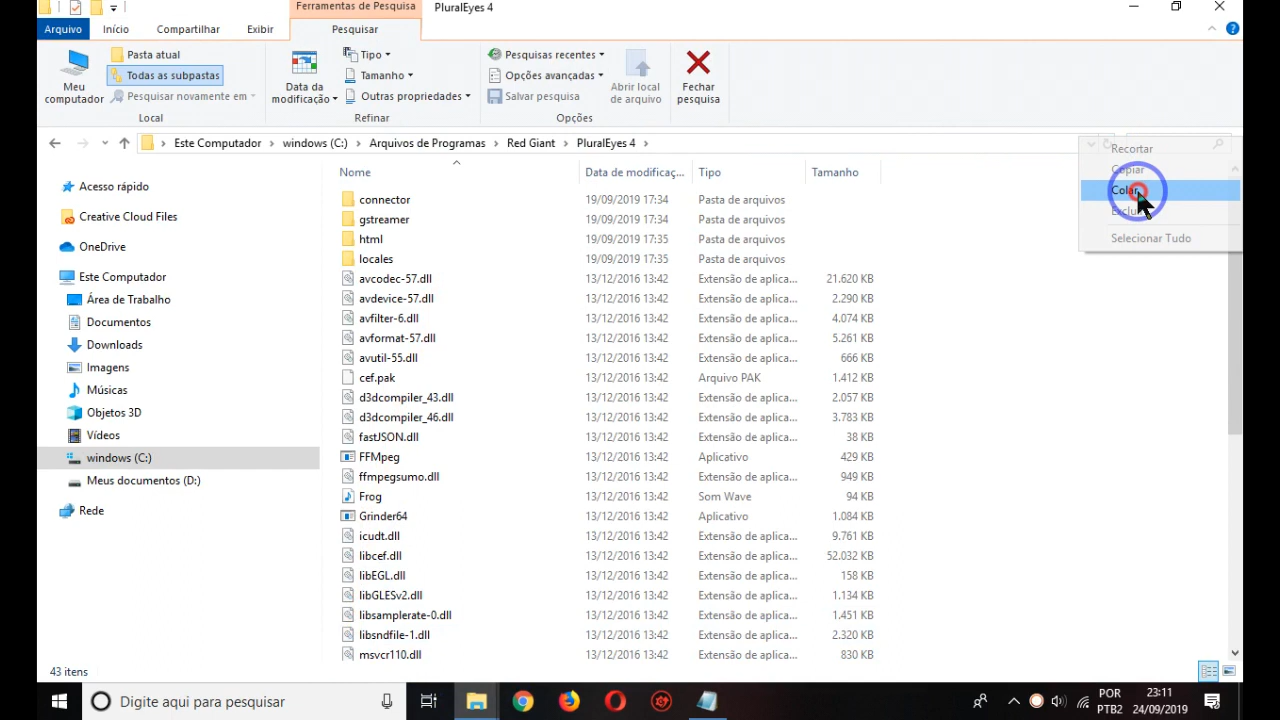 Ferramentas de Pesquisa PluralEyes 4
Arquivo Início Compartilhar Exibir Pesquisar
Meu computador
Pasta atual
Todas as subpastas
Pesquisar novamente em
Local
Data da modificação
Tipo
Tamanho
Outras propriedades
Refinar
Pesquisas recentes
Opções avançadas
Salvar pesquisa
Abrir local de arquivo
Opções
Fechar pesquisa
Este Computador windows (C:) Arquivos de Programas Red Giant PluralEyes 4
Recortar
Copiar
Colar
Selecionar Tudo
Acesso rápido
Creative Cloud Files
OneDrive
Este Computador
Área de Trabalho
Documentos
Downloads
Imagens
Músicas
Objetos 3D
Vídeos
windows (C:)
Meus documentos (D:)
Rede
Nome Data de modificaç... Tipo Tamanho
connector 19/09/2019 17:34 Pasta de arquivos
gstreamer 19/09/2019 17:34 Pasta de arquivos
html 19/09/2019 17:35 Pasta de arquivos
locales 19/09/2019 17:35 Pasta de arquivos
avcodec-57.dll 13/12/2016 13:42 Extensão de aplica... 21.620 KB
avdevice-57.dll 13/12/2016 13:42 Extensão de aplica... 2.290 KB
avfilter-6.dll 13/12/2016 13:42 Extensão de aplica... 4.074 KB
avformat-57.dll 13/12/2016 13:42 Extensão de aplica... 5.261 KB
avutil-55.dll 13/12/2016 13:42 Extensão de aplica... 666 KB
cef.pak 13/12/2016 13:42 Arquivo PAK 1.412 KB
d3dcompiler_43.dll 13/12/2016 13:42 Extensão de aplica... 2.057 KB
d3dcompiler_46.dll 13/12/2016 13:42 Extensão de aplica... 3.783 KB
fastJSON.dll 13/12/2016 13:42 Extensão de aplica... 38 KB
FFMpeg 13/12/2016 13:42 Aplicativo 429 KB
ffmpegsumo.dll 13/12/2016 13:42 Extensão de aplica... 949 KB
Frog 13/12/2016 13:42 Som Wave 94 KB
Grinder64 13/12/2016 13:42 Aplicativo 1.084 KB
icudt.dll 13/12/2016 13:42 Extensão de aplica... 9.761 KB
libcef.dll 13/12/2016 13:42 Extensão de aplica... 52.032 KB
libEGL.dll 13/12/2016 13:42 Extensão de aplica... 158 KB
libGLESv2.dll 13/12/2016 13:42 Extensão de aplica... 1.134 KB
libsamplerate-0.dll 13/12/2016 13:42 Extensão de aplica... 1.451 KB
libsndfile-1.dll 13/12/2016 13:42 Extensão de aplica... 2.320 KB
msvcr110.dll 13/12/2016 13:42 Extensão de aplica... 830 KB
43 itens
Digite aqui para pesquisar
POR
PTB2
23:11
24/09/2019